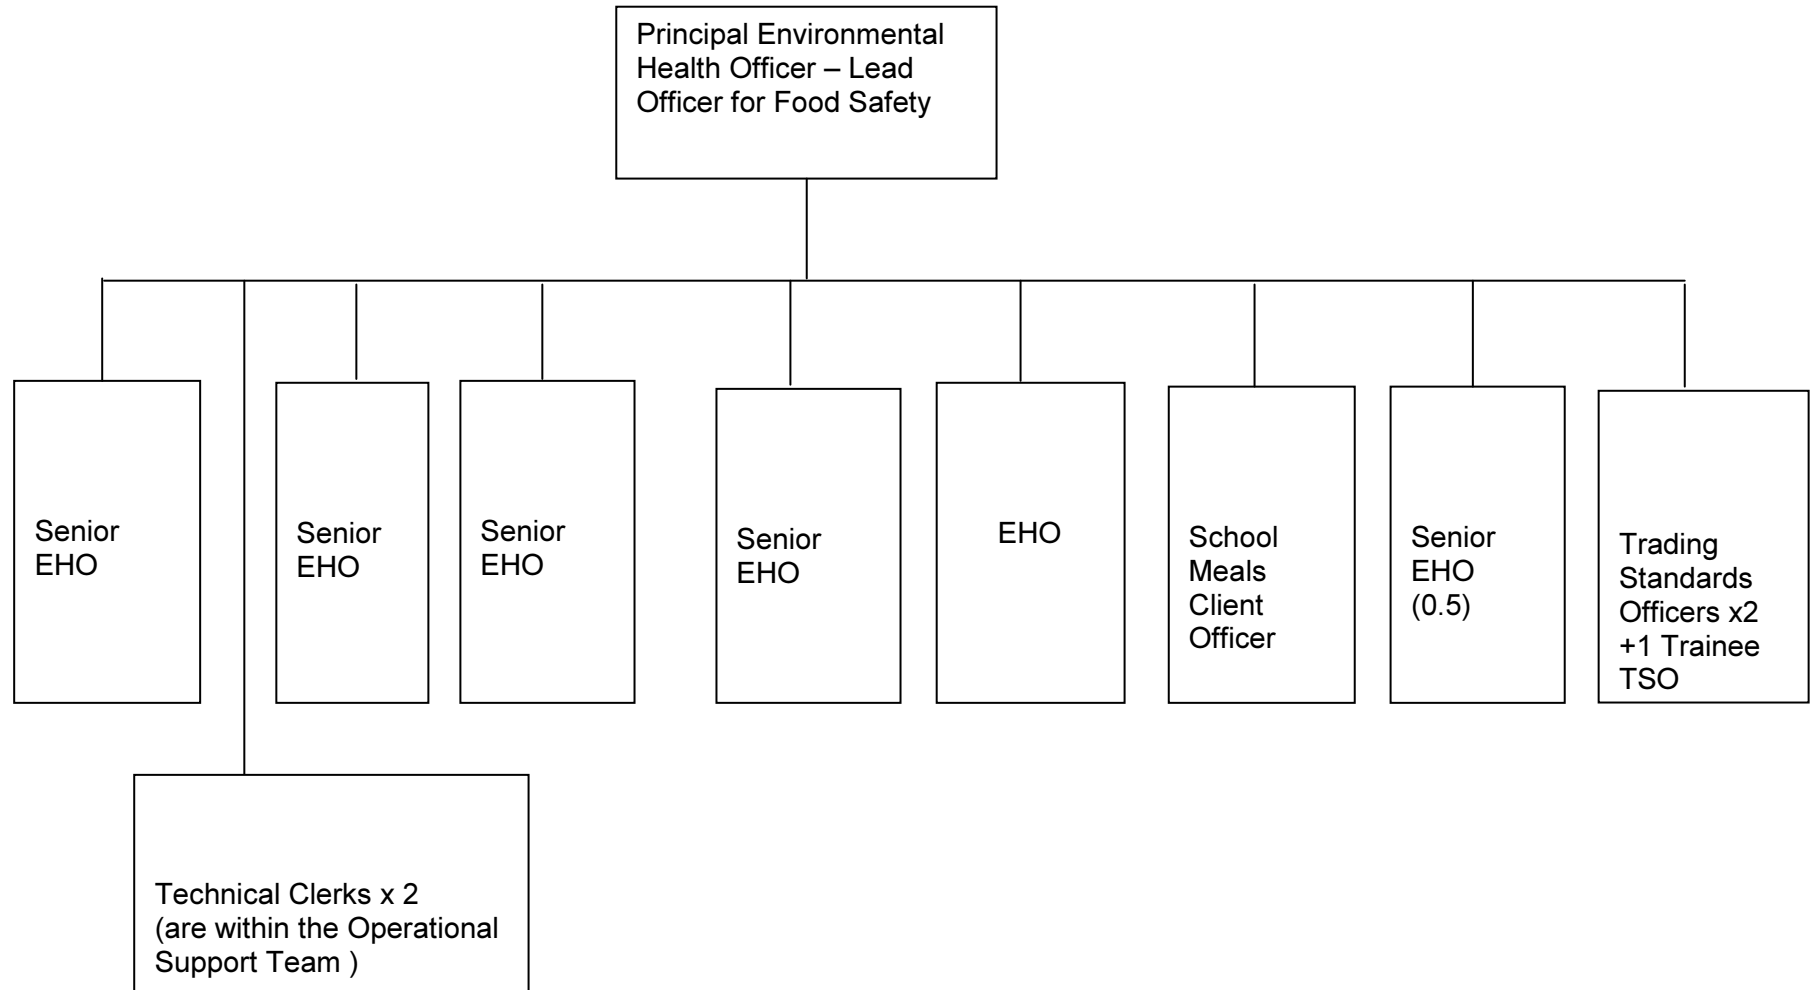 Principal Environmental
Health Officer – Lead
Officer for Food Safety
Senior
EHO
Senior
EHO
Senior
EHO
Senior
EHO
EHO
School
Meals
Client
Officer
Senior
EHO
(0.5)
Trading
Standards
Officers x2
+1 Trainee
TSO
Technical Clerks x 2
(are within the Operational
Support Team )